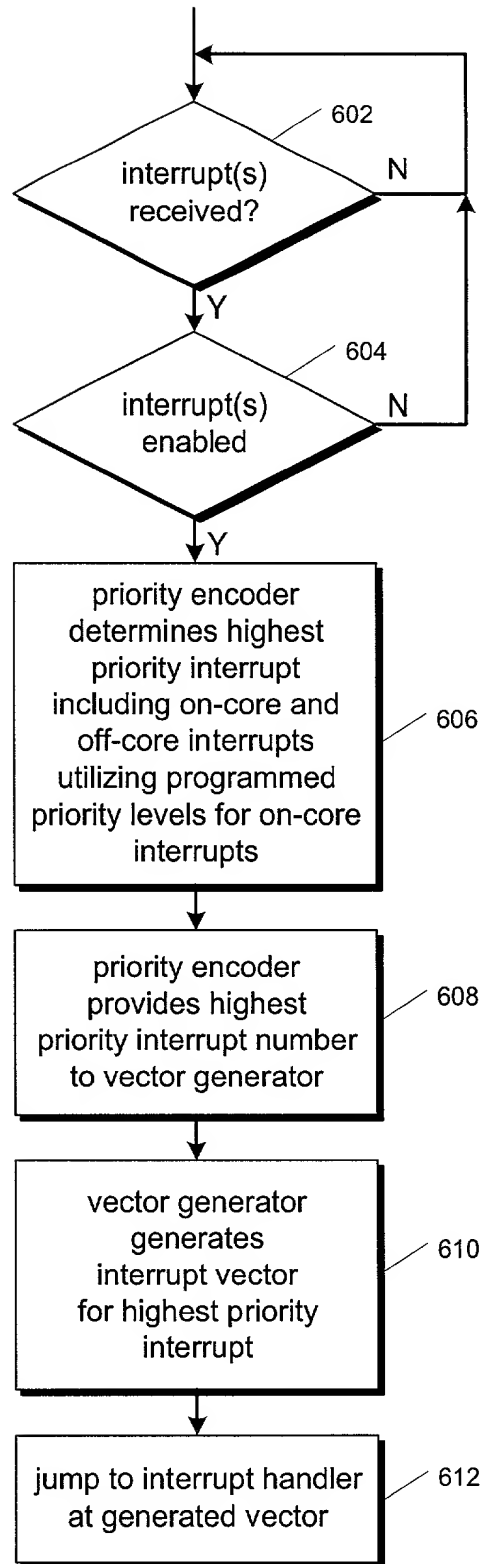 602
interrupt(s)
received?
N
Y
604
interrupt(s)
enabled
N
Y
priority encoder
determines highest
priority interrupt
including on-core and
off-core interrupts
utilizing programmed
priority levels for on-core
interrupts
606
priority encoder
provides highest
priority interrupt number
to vector generator
608
vector generator
generates
interrupt vector
for highest priority
interrupt
610
jump to interrupt handler
at generated vector
612